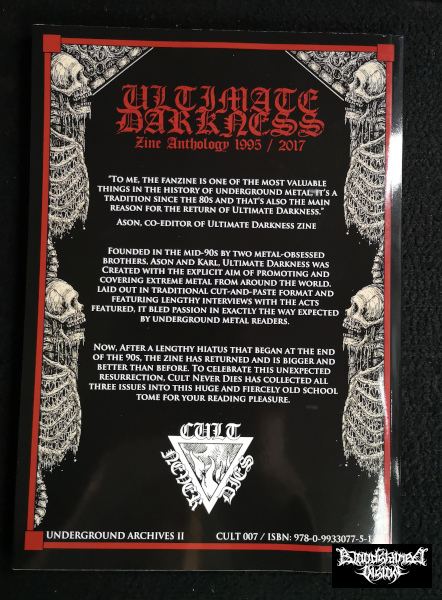 ULTIMATE
DARKNESS
Zine Anthology 1995 / 2017
"TO ME, THE FANZINE IS ONE OF THE MOST VALUABLE
THINGS IN THE HISTORY OF UNDERGROUND METAL, IT'S A
TRADITION SINCE THE 80S AND THAT'S ALSO THE MAIN
REASON FOR THE RETURN OF ULTIMATE DARKNESS."
ASON, CO-EDITOR OF ULTIMATE DARKNESS ZINE
FOUNDED IN THE MID-90S BY TWO METAL-OBSESSED
BROTHERS, ASON AND KARL, ULTIMATE DARKNESS WAS
CREATED WITH THE EXPLICIT AIM OF PROMOTING AND
COVERING EXTREME METAL FROM AROUND THE WORLD.
LAID OUT IN TRADITIONAL CUT-AND-PASTE FORMAT AND
FEATURING LENGTHY INTERVIEWS WITH THE ACTS
FEATURED, IT BLED PASSION IN EXACTLY THE WAY EXPECTED
BY UNDERGROUND METAL READERS.
NOW, AFTER A LENGTHY HIATUS THAT BEGAN AT THE END
OF THE 90S, THE ZINE HAS RETURNED AND IS BIGGER AND
BETTER THAN BEFORE. TO CELEBRATE THIS UNEXPECTED
RESURRECTION, CULT NEVER DIES HAS COLLECTED ALL
THREE ISSUES INTO THIS HUGE AND FIERCELY OLD SCHOOL
TOME FOR YOUR READING PLEASURE.
CULT
NEVER DIES
UNDERGROUND ARCHIVES II
CULT 007 / ISBN: 978-0-9933077-5-1